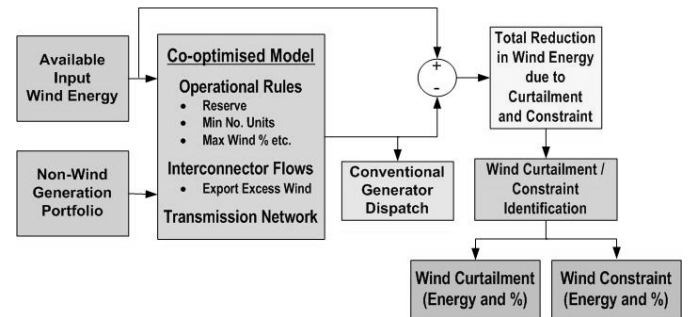 Available
Input
Wind Energy
Non-Wind
Generation
Portfolio
Co-optimised Model
Operational Rules
• Reserve
• Min No. Units
• Max Wind % etc.
Interconnector Flows
• Export Excess Wind
Transmission Network
+
-
Conventional
Generator
Dispatch
Total Reduction
in Wind Energy
due to
Curtailment
and Constraint
Wind Curtailment /
Constraint
Identification
Wind Curtailment
(Energy and %)
Wind Constraint
(Energy and %)